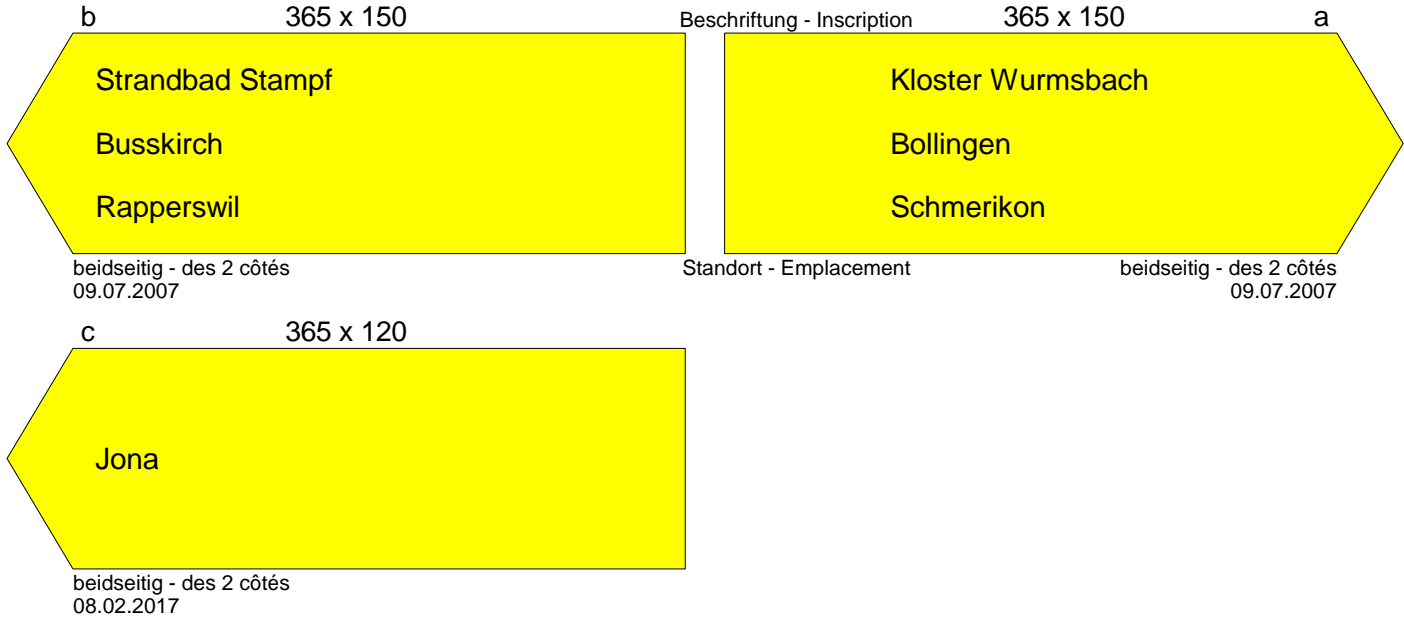 b 365 x 150 Beschriftung - Inscription 365 x 150 a
Strandbad Stampf
Busskirch
Rapperswil
Kloster Wurmsbach
Bollingen
Schmerikon
beidseitig - des 2 côtés
09.07.2007
Standort - Emplacement
beidseitig - des 2 côtés
09.07.2007
c 365 x 120
Jona
beidseitig - des 2 côtés
08.02.2017